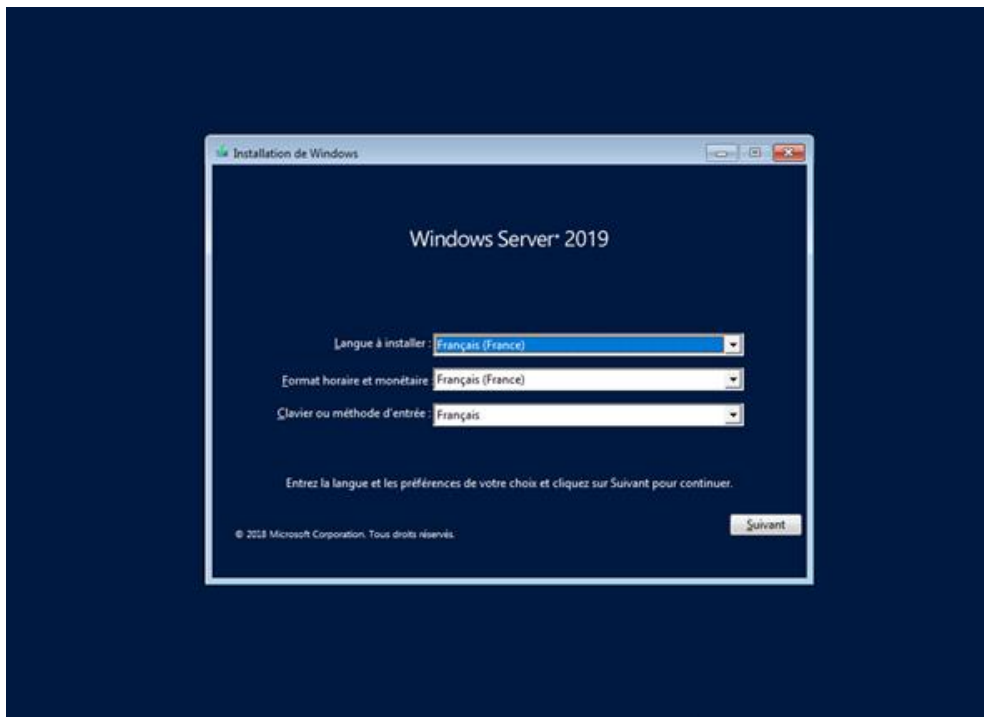 Installation de Windows
Windows Server 2019
Langue à installer : Français (France)
Format horaire et monétaire : Français (France)
Clavier ou méthode d'entrée : Français
Entrez la langue et les préférences de votre choix et cliquez sur Suivant pour continuer.
Suivant
© 2018 Microsoft Corporation. Tous droits réservés.